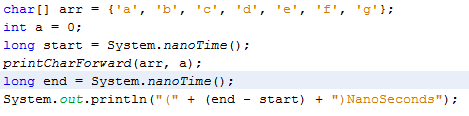 char[] arr = {'a', 'b', 'c', 'd', 'e', 'f', 'g'};
int a = 0;
long start = System.nanoTime();
printCharForward(arr, a);
long end = System.nanoTime();
System.out.println("(" + (end - start) + ")NanoSeconds");